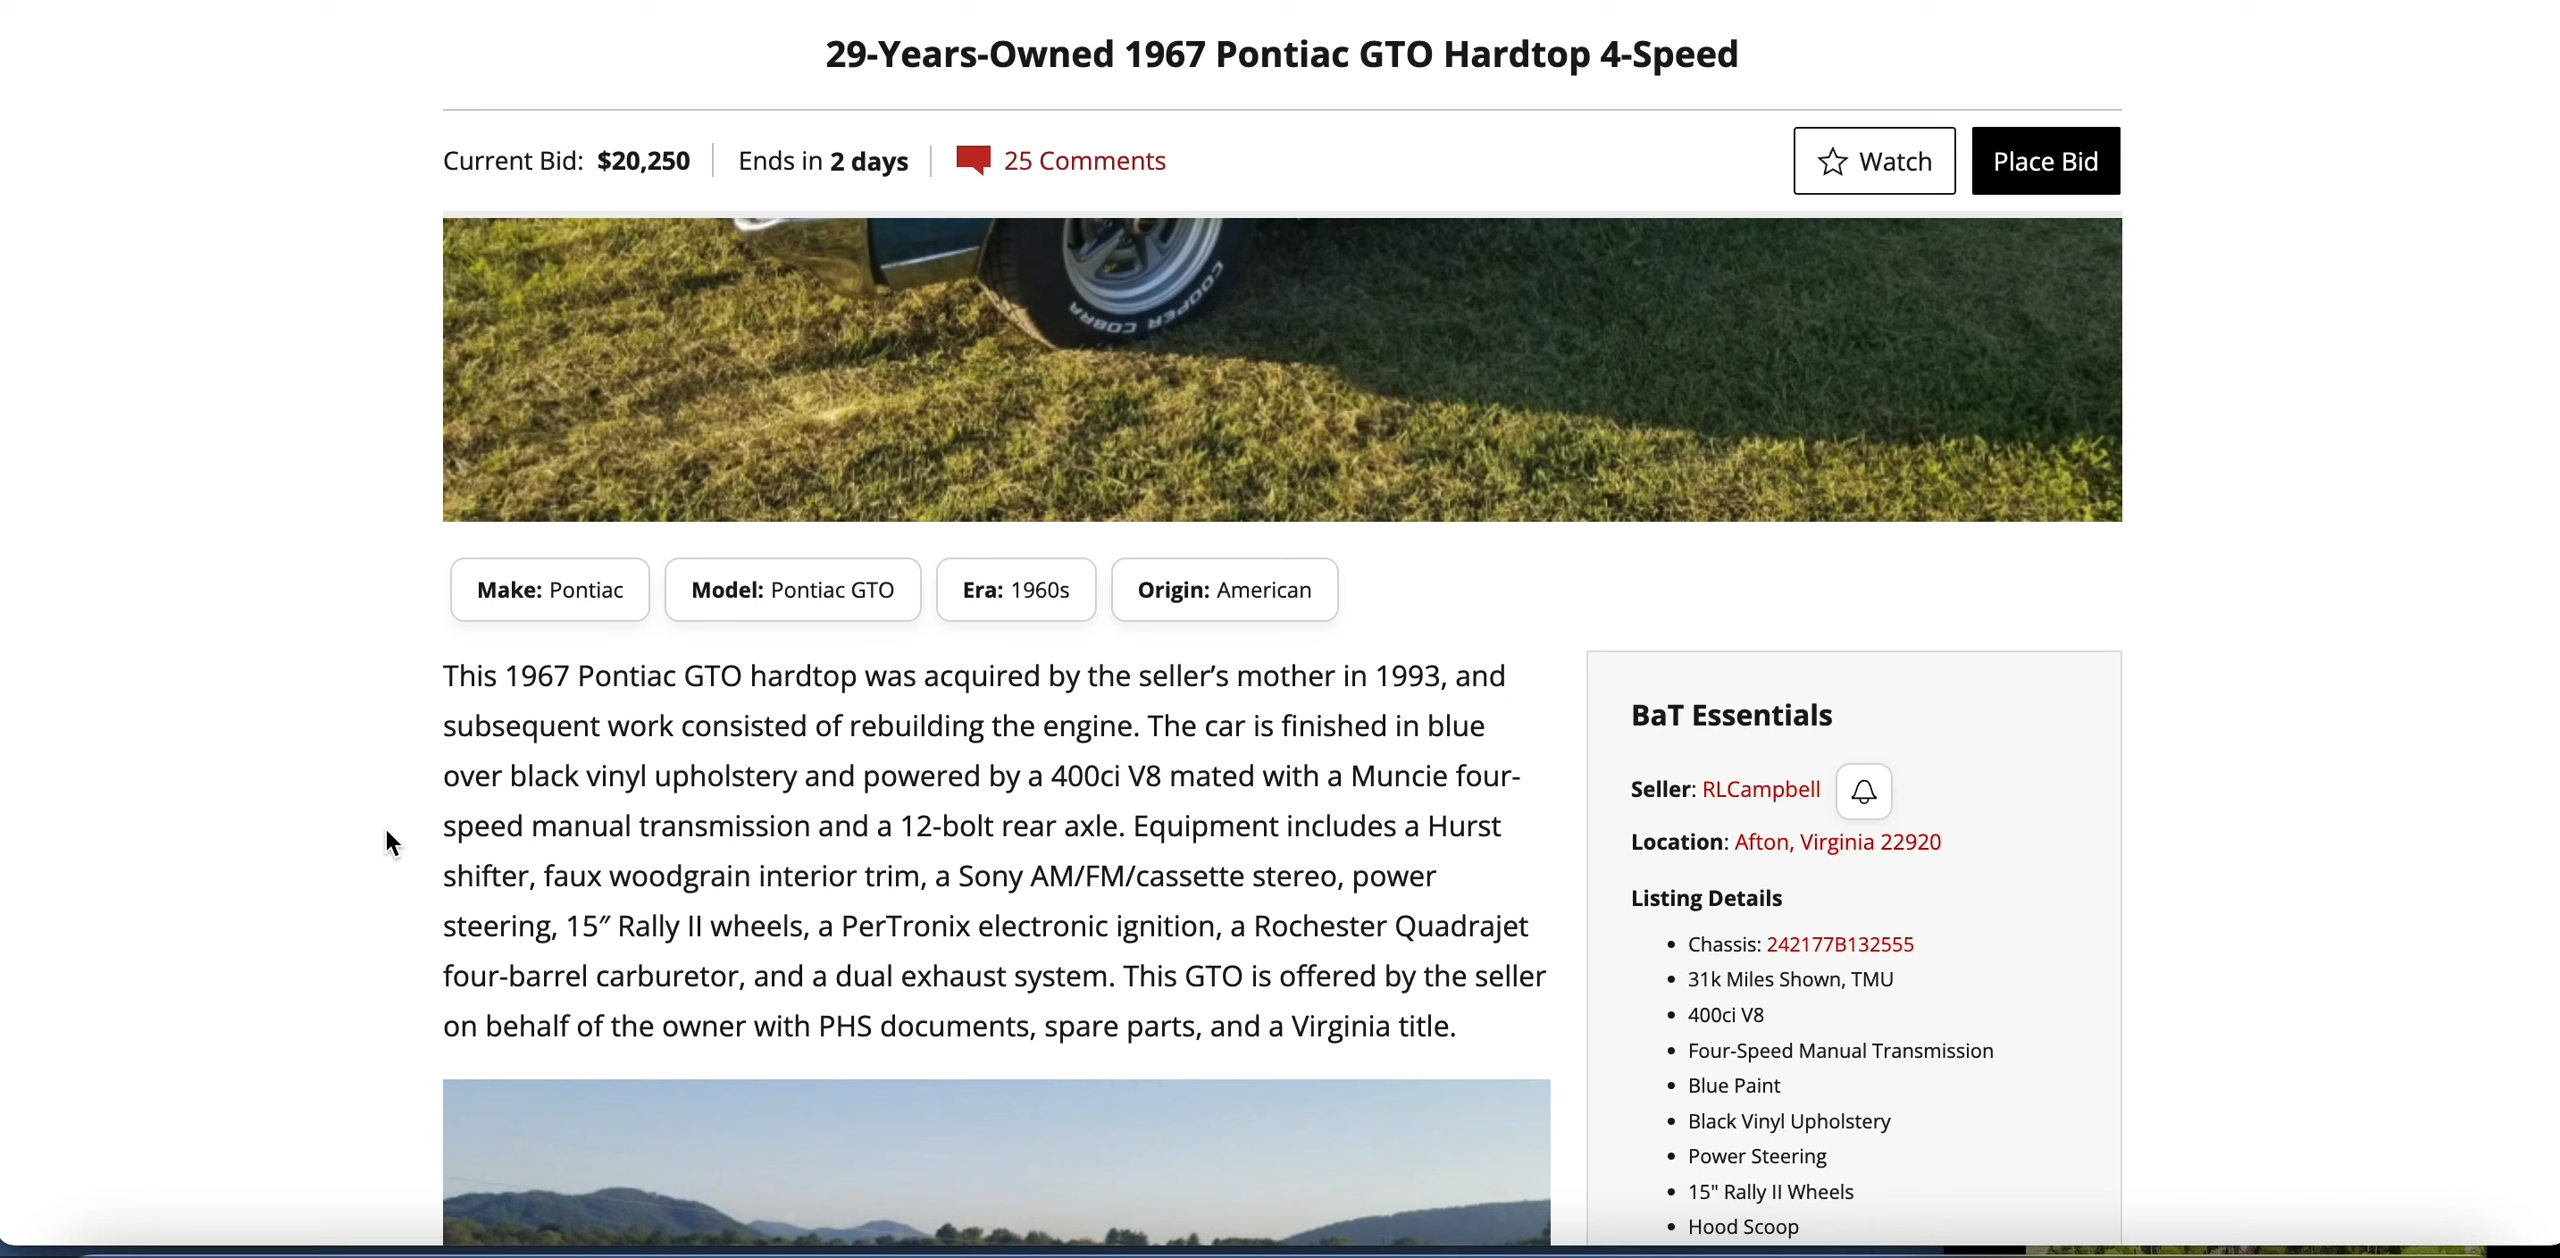 29-Years-Owned 1967 Pontiac GTO Hardtop 4-Speed
Current Bid: $20,250 Ends in 2 days 25 Comments Watch Place Bid
COOPER COBRA
Make: Pontiac Model: Pontiac GTO Era: 1960s Origin: American
This 1967 Pontiac GTO hardtop was acquired by the seller’s mother in 1993, and
subsequent work consisted of rebuilding the engine. The car is finished in blue
over black vinyl upholstery and powered by a 400ci V8 mated with a Muncie four-
speed manual transmission and a 12-bolt rear axle. Equipment includes a Hurst
shifter, faux woodgrain interior trim, a Sony AM/FM/cassette stereo, power
steering, 15″ Rally II wheels, a PerTronix electronic ignition, a Rochester Quadrajet
four-barrel carburetor, and a dual exhaust system. This GTO is offered by the seller
on behalf of the owner with PHS documents, spare parts, and a Virginia title.
BaT Essentials
Seller: RLCampbell
Location: Afton, Virginia 22920
Listing Details
• Chassis: 242177B132555
• 31k Miles Shown, TMU
• 400ci V8
• Four-Speed Manual Transmission
• Blue Paint
• Black Vinyl Upholstery
• Power Steering
• 15" Rally II Wheels
• Hood Scoop